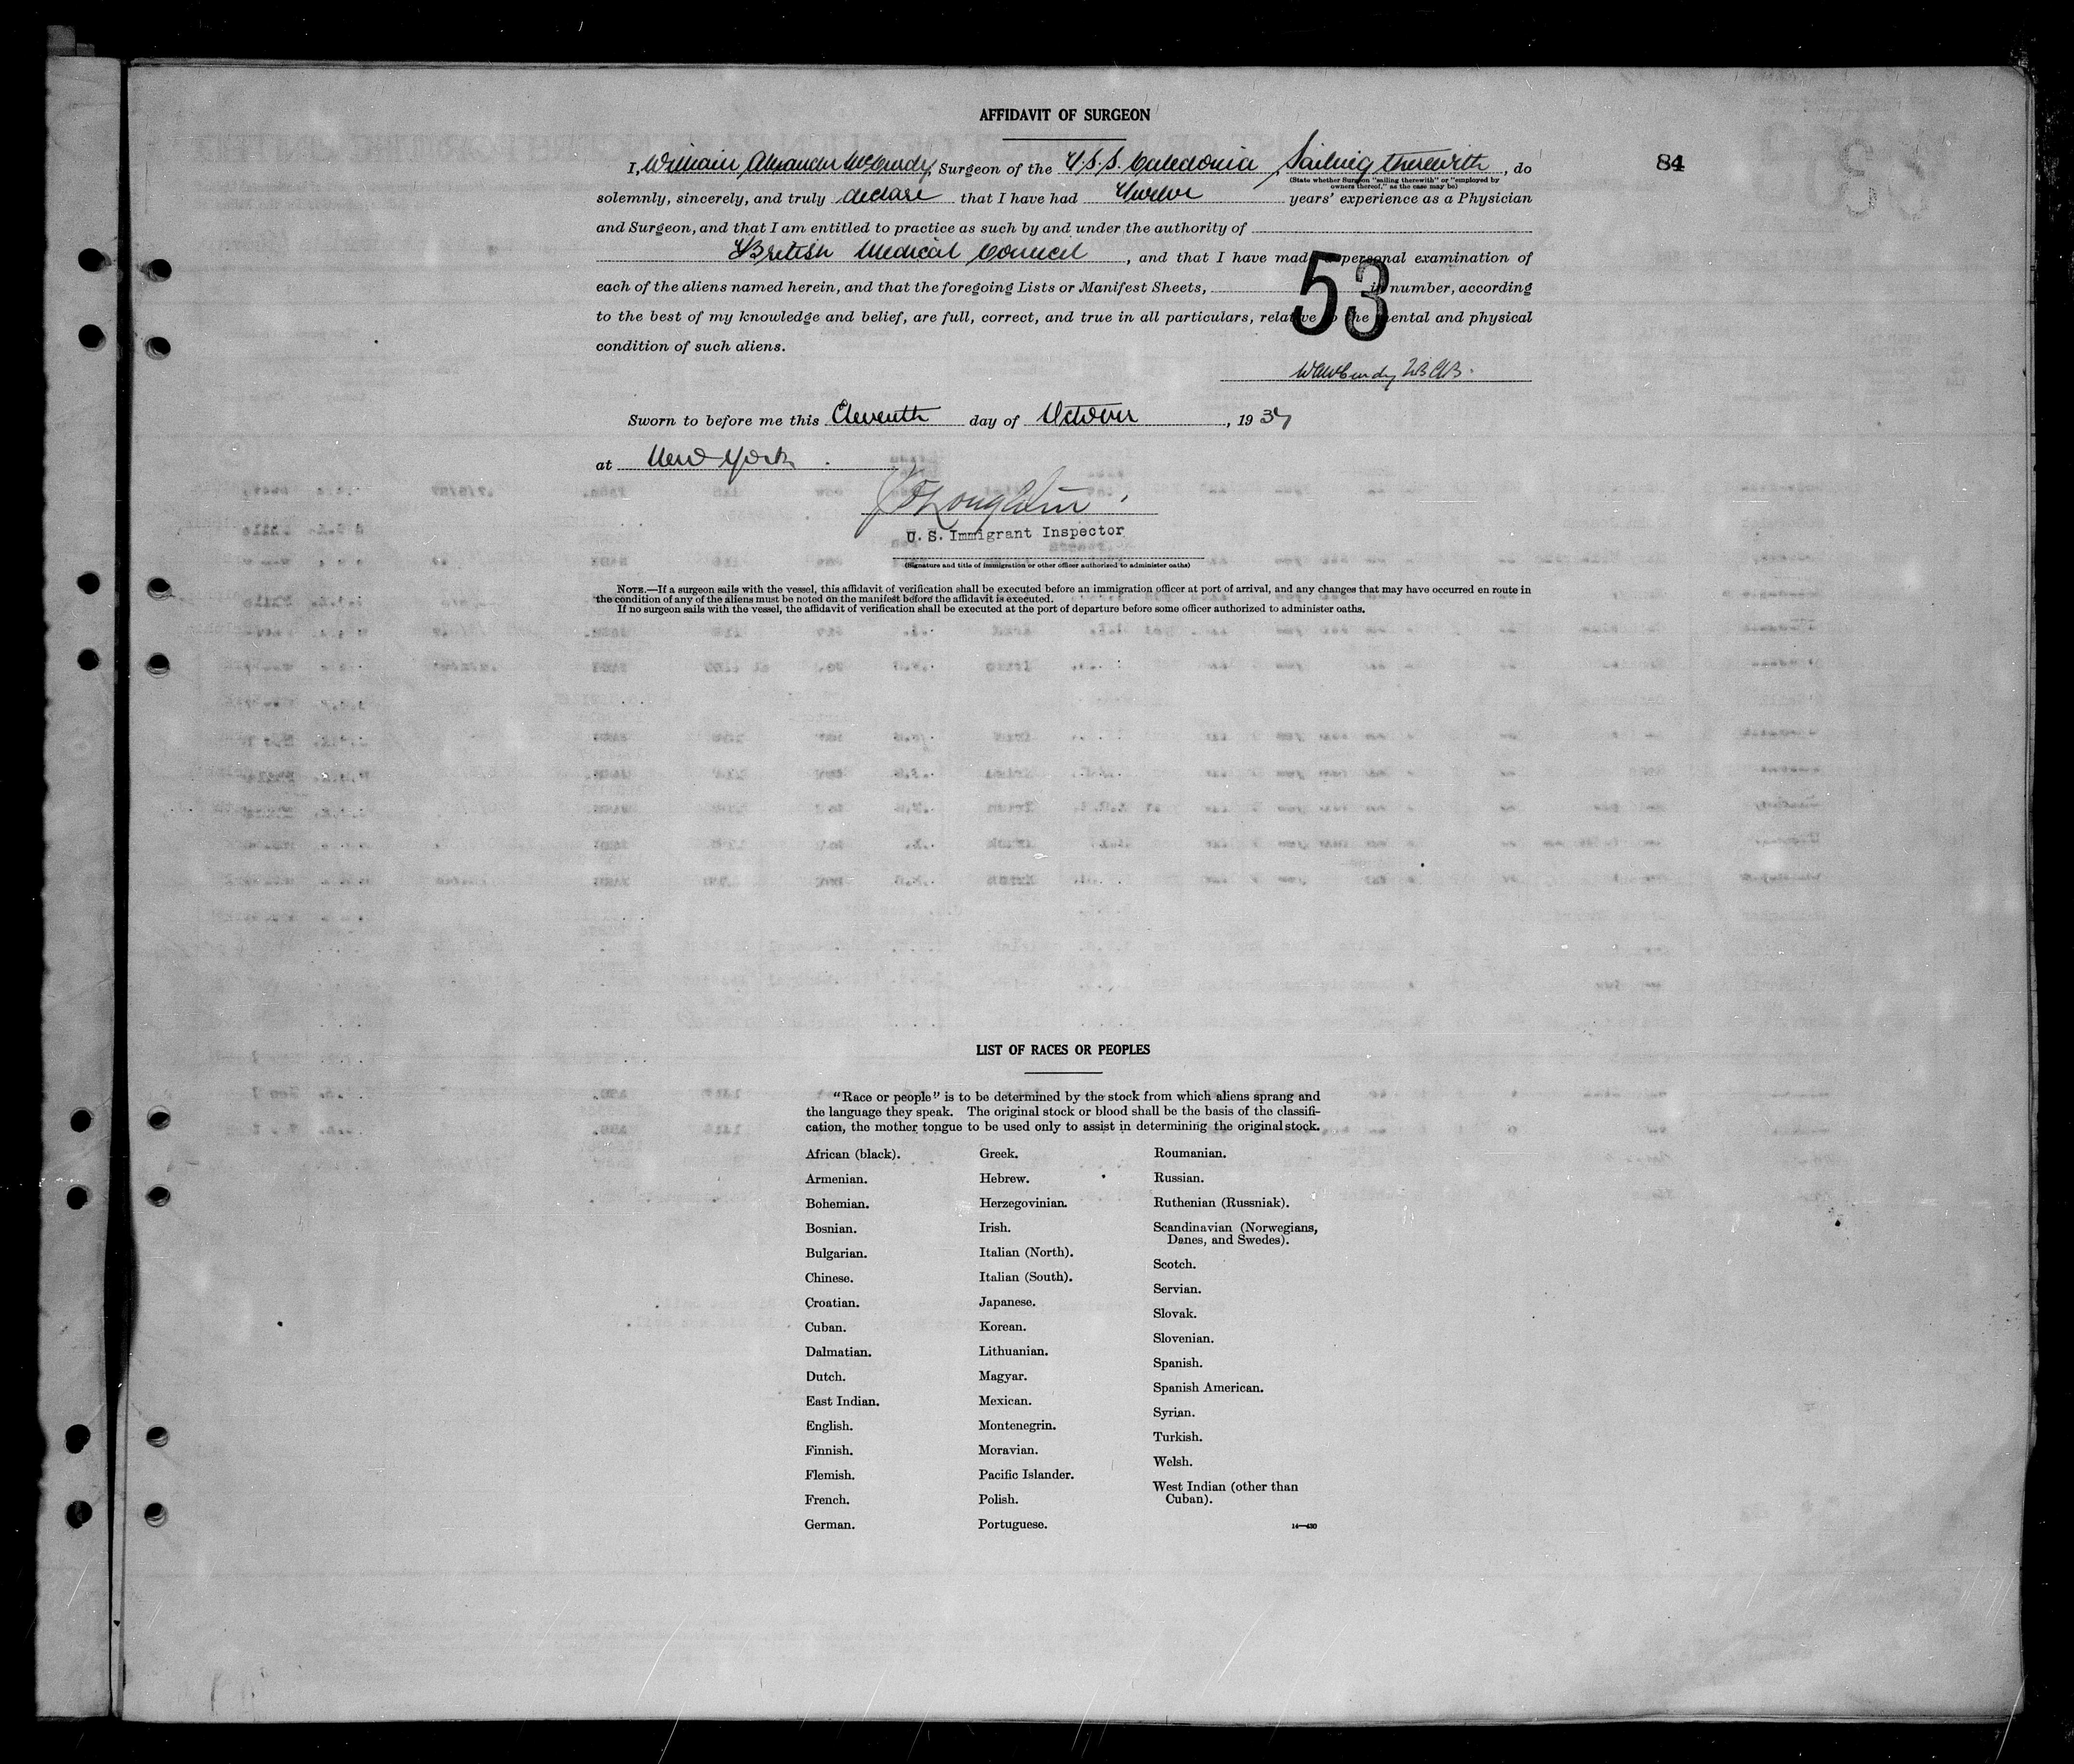 AFFIDAVIT OF SURGEON
84
I, William Alexander McCurdy, Surgeon of the T.S.S. Caledonia, Sailing therewith, do
(State whether Surgeon "sailing therewith" or "employed by
owners thereof," as the case may be)
solemnly, sincerely, and truly declare that I have had Twelve years' experience as a Physician
and Surgeon, and that I am entitled to practice as such by and under the authority of
British Medical Council, and that I have made personal examination of
each of the aliens named herein, and that the foregoing Lists or Manifest Sheets, 53 in number, according
to the best of my knowledge and belief, are full, correct, and true in all particulars, relative to the mental and physical
condition of such aliens.
WAMcCurdy MB ChB.
Sworn to before me this Eleventh day of October, 1937
at New York.
U. S. Immigrant Inspector
(Signature and title of immigration or other officer authorized to administer oaths)
NOTE.—If a surgeon sails with the vessel, this affidavit of verification shall be executed before an immigration officer at port of arrival, and any changes that may have occurred en route in
the condition of any of the aliens must be noted on the manifest before the affidavit is executed.
If no surgeon sails with the vessel, the affidavit of verification shall be executed at the port of departure before some officer authorized to administer oaths.
LIST OF RACES OR PEOPLES
"Race or people" is to be determined by the stock from which aliens sprang and
the language they speak. The original stock or blood shall be the basis of the classifi-
cation, the mother tongue to be used only to assist in determining the original stock.
African (black).
Armenian.
Bohemian.
Bosnian.
Bulgarian.
Chinese.
Croatian.
Cuban.
Dalmatian.
Dutch.
East Indian.
English.
Finnish.
Flemish.
French.
German.
Greek.
Hebrew.
Herzegovinian.
Irish.
Italian (North).
Italian (South).
Japanese.
Korean.
Lithuanian.
Magyar.
Mexican.
Montenegrin.
Moravian.
Pacific Islander.
Polish.
Portuguese.
Roumanian.
Russian.
Ruthenian (Russniak).
Scandinavian (Norwegians,
Danes, and Swedes).
Scotch.
Servian.
Slovak.
Slovenian.
Spanish.
Spanish American.
Syrian.
Turkish.
Welsh.
West Indian (other than
Cuban).
14—430